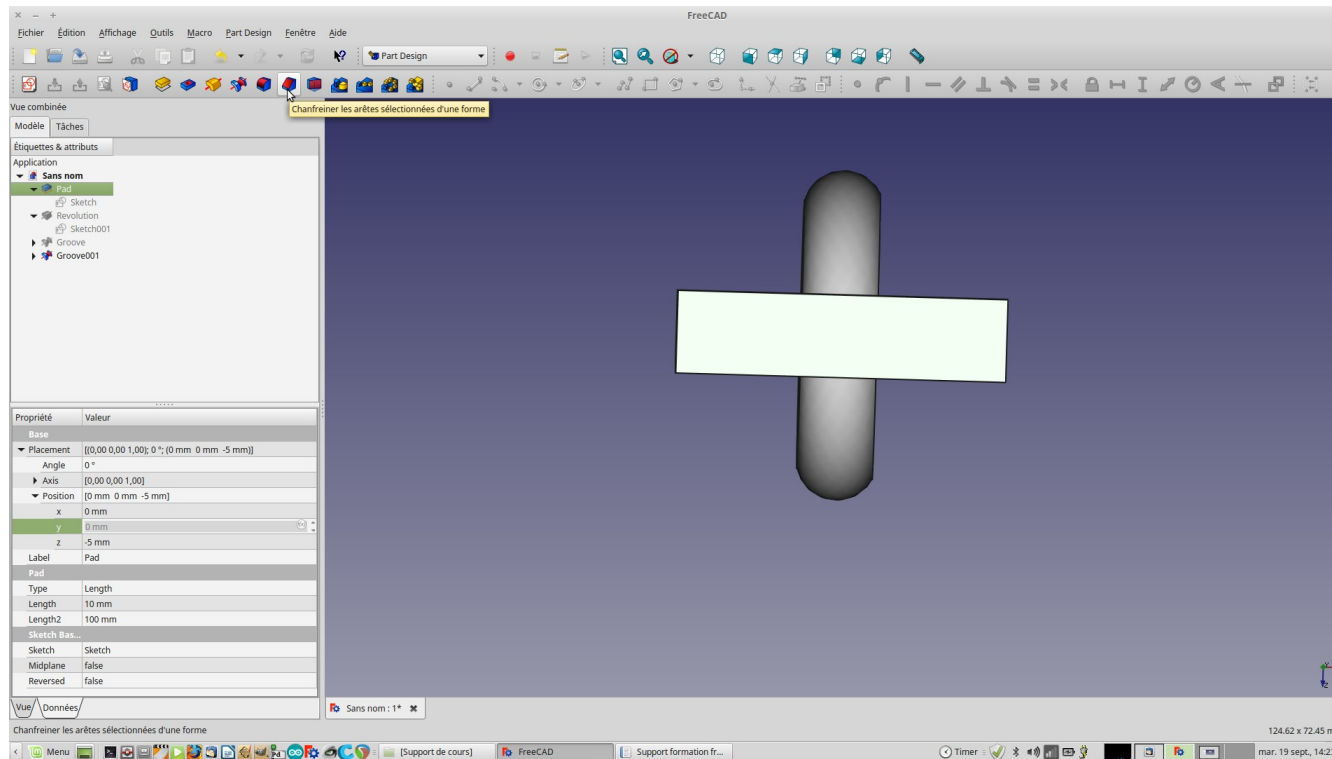 FreeCAD
Fichier Édition Affichage Outils Macro Part Design Fenêtre Aide
Part Design
Chanfreiner les arêtes sélectionnées d'une forme
Vue combinée
Modèle Tâches
Étiquettes & attributs
Application
Sans nom
Pad
Sketch
Revolution
Sketch001
Groove
Groove001
Propriété Valeur
Base
Placement [(0,00 0,00 1,00); 0 °; (0 mm 0 mm -5 mm)]
Angle 0 °
Axis [0,00 0,00 1,00]
Position [0 mm 0 mm -5 mm]
x 0 mm
y 0 mm
z -5 mm
Label Pad
Pad
Type Length
Length 10 mm
Length2 100 mm
Sketch Bas...
Sketch Sketch
Midplane false
Reversed false
Vue Données
Sans nom : 1*
Chanfreiner les arêtes sélectionnées d'une forme
124.62 x 72.45 m
Menu
[Support de cours]
FreeCAD
Support formation fr...
Timer
mar. 19 sept., 14:2